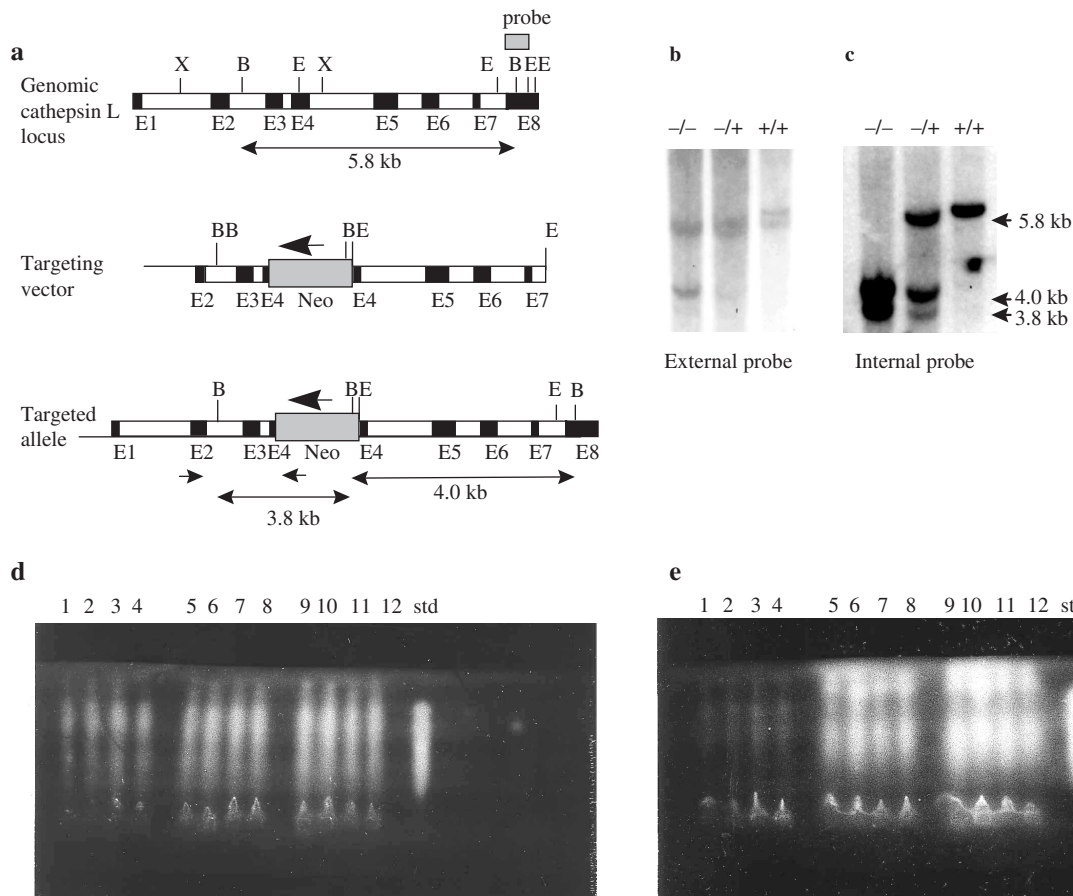 a
probe
X B E X E B EE
Genomic
cathepsin L
locus
E1 E2 E3 E4 E5 E6 E7 E8
5.8 kb
BB BE E
Targeting
vector
E2 E3 E4 Neo E4 E5 E6 E7
B BE E B
Targeted
allele
E1 E2 E3 E4 Neo E4 E5 E6 E7 E8
3.8 kb
4.0 kb
b
–/– –/+ +/+
External probe
c
–/– –/+ +/+
5.8 kb
4.0 kb
3.8 kb
Internal probe
d
1 2 3 4 5 6 7 8 9 10 11 12 std
e
1 2 3 4 5 6 7 8 9 10 11 12 st